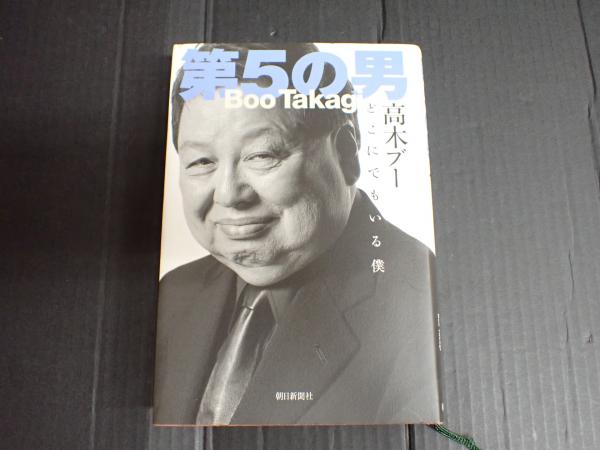 第5の男
Boo Takagi
高木ブー
どこにでもいる僕
朝日新聞社